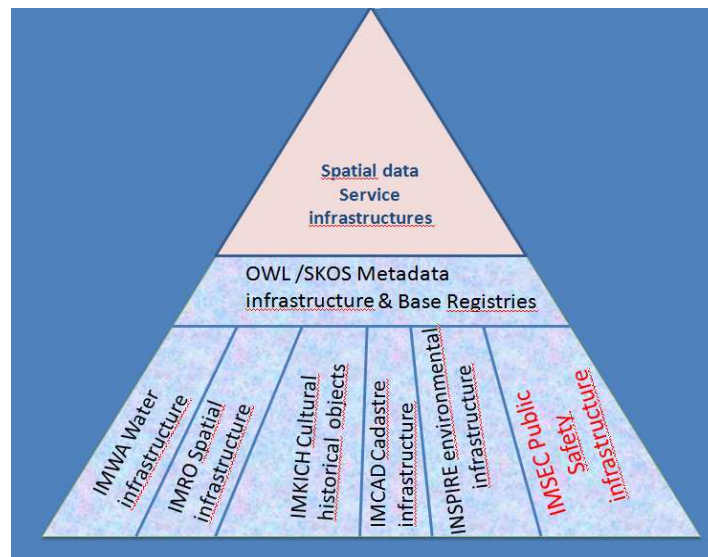 Spatial data
Service
infrastructures
OWL /SKOS Metadata
infrastructure & Base Registries
IMWA Water
infrastructure
IMRO Spatial
infrastructure
IMKICH Cultural
historical objects
IMCAD Cadastre
infrastructure
INSPIRE environmental
infrastructure
IMSEC Public
Safety
infrastructure